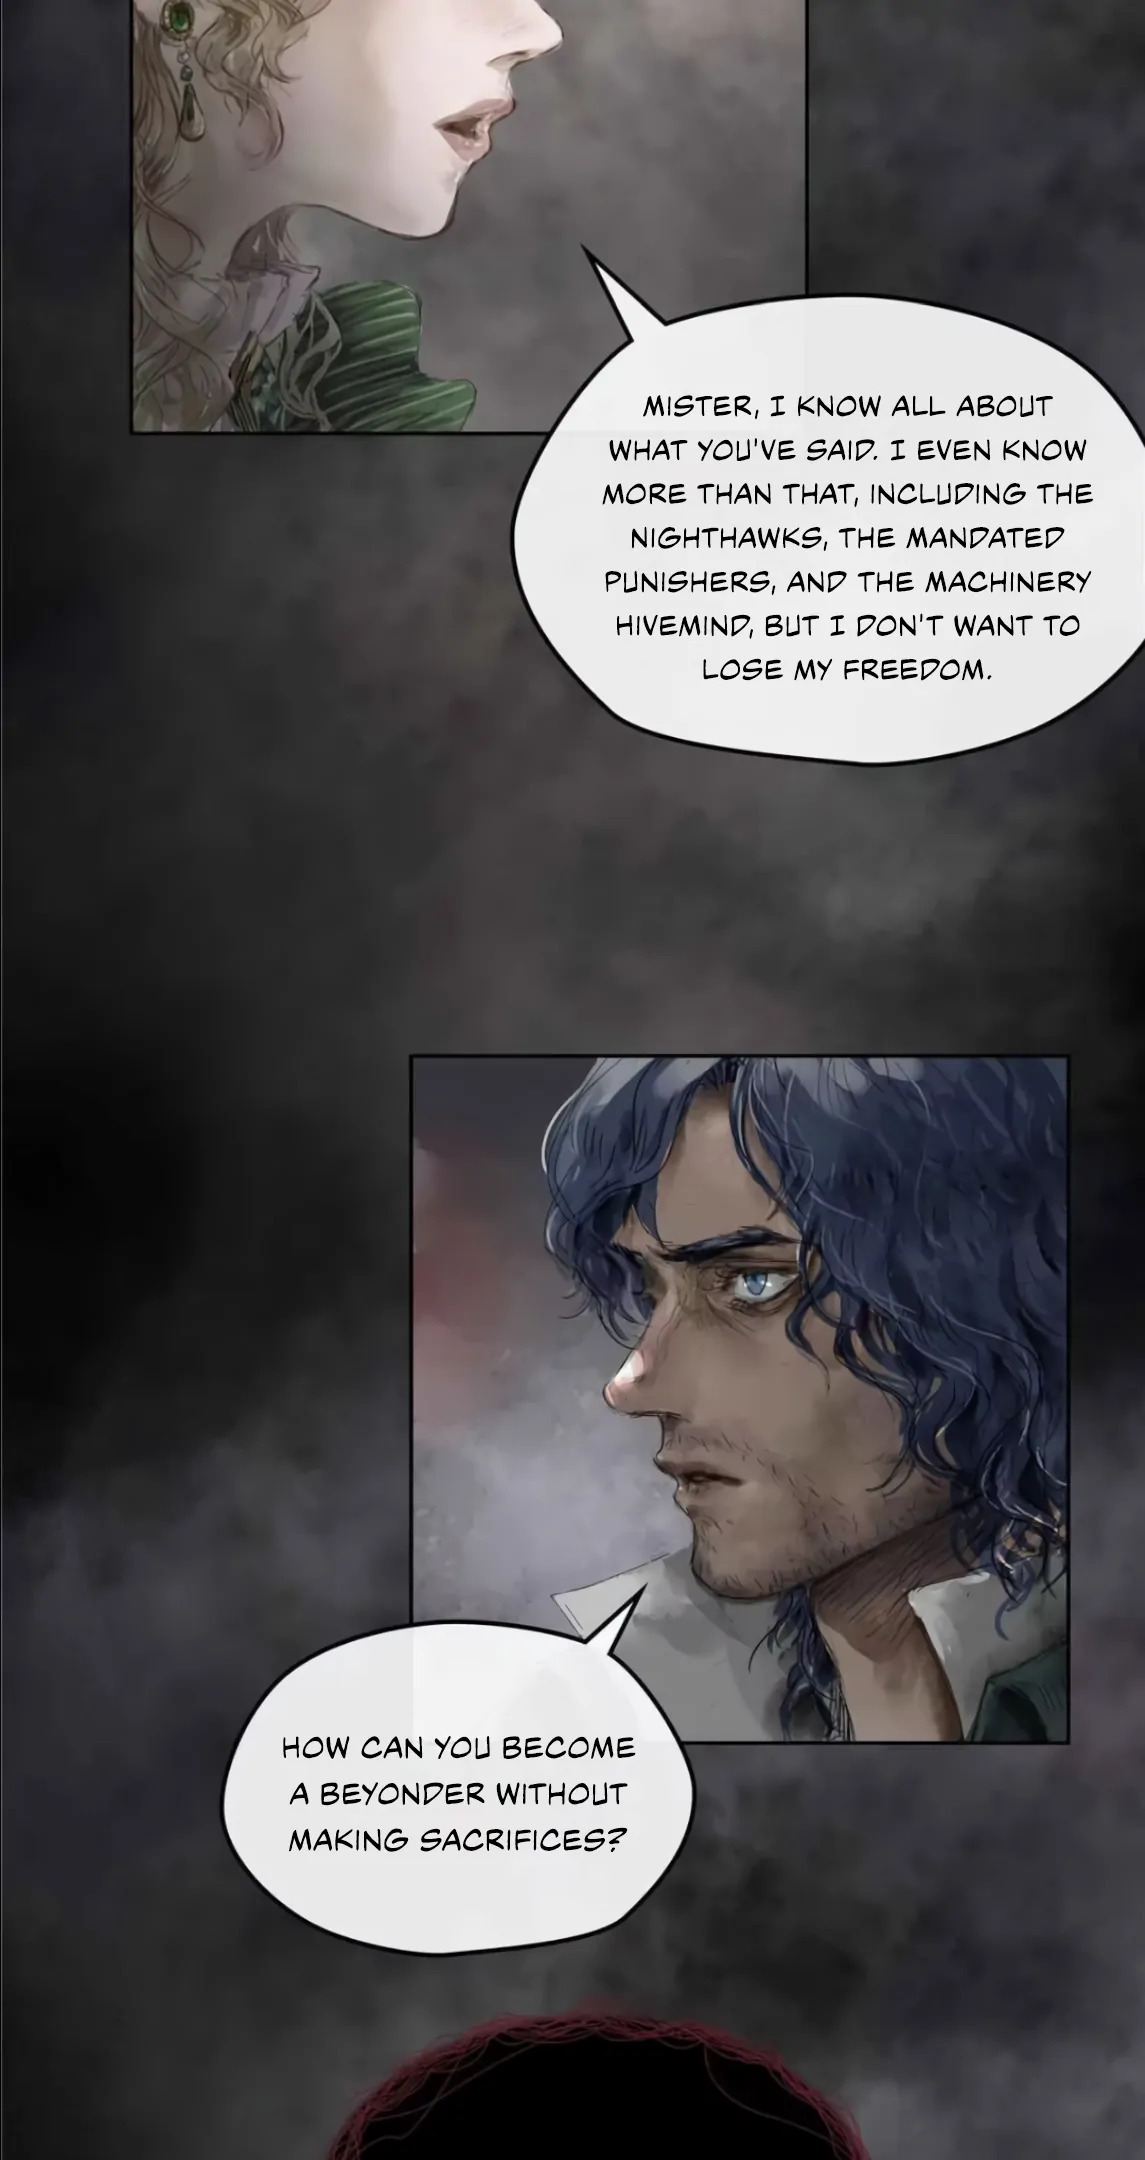 MISTER, I KNOW ALL ABOUT
WHAT YOU'VE SAID. I EVEN KNOW
MORE THAN THAT, INCLUDING THE
NIGHTHAWKS, THE MANDATED
PUNISHERS, AND THE MACHINERY
HIVEMIND, BUT I DON'T WANT TO
LOSE MY FREEDOM.
HOW CAN YOU BECOME
A BEYONDER WITHOUT
MAKING SACRIFICES?